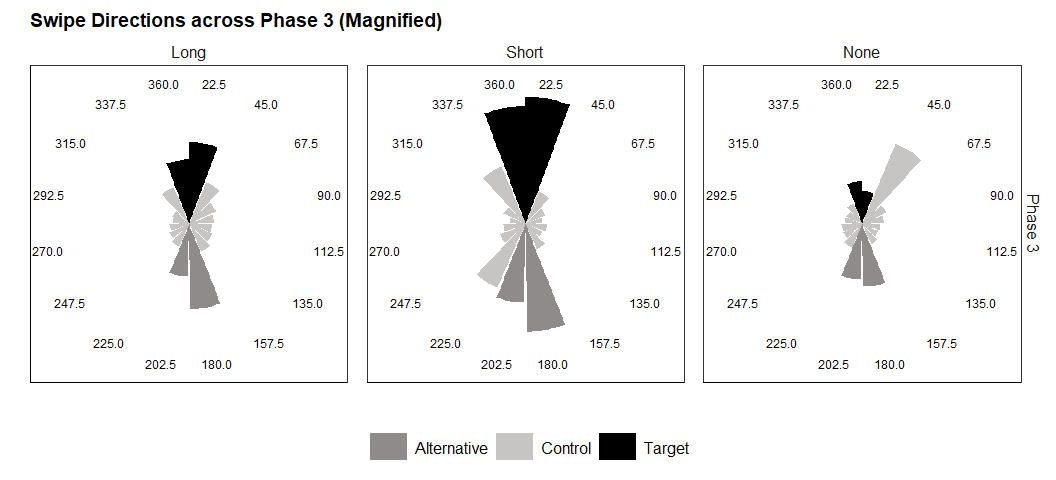 Swipe Directions across Phase 3 (Magnified)
Long Short None
360.0 22.5 360.0 22.5 360.0 22.5
337.5 45.0 337.5 45.0 337.5 45.0
315.0 67.5 315.0 67.5 315.0 67.5
292.5 90.0 292.5 90.0 292.5 90.0
Phase 3
270.0 112.5 270.0 112.5 270.0 112.5
247.5 135.0 247.5 135.0 247.5 135.0
225.0 157.5 225.0 157.5 225.0 157.5
202.5 180.0 202.5 180.0 202.5 180.0
Alternative Control Target